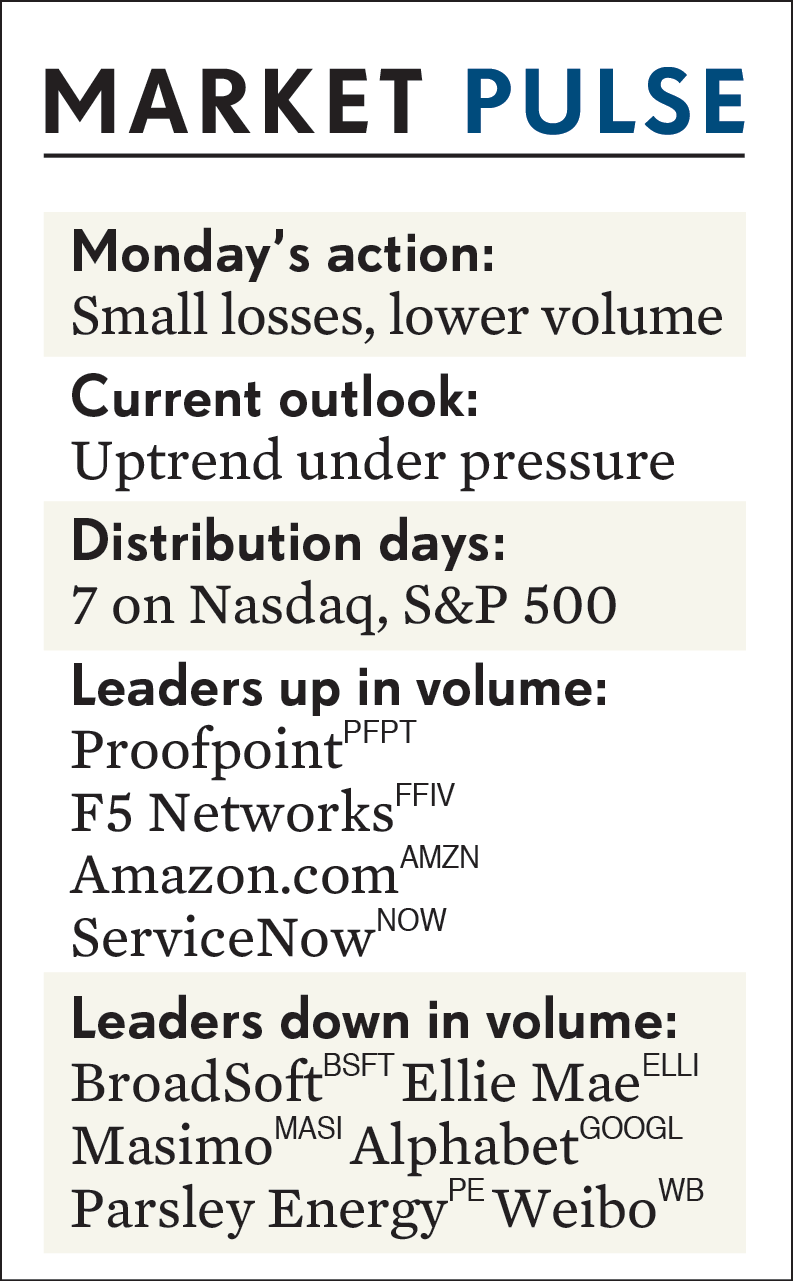 MARKET PULSE
Monday’s action:
Small losses, lower volume
Current outlook:
Uptrend under pressure
Distribution days:
7 on Nasdaq, S&P 500
Leaders up in volume:
Proofpoint PFPT
F5 Networks FFIV
Amazon.com AMZN
ServiceNow NOW
Leaders down in volume:
BroadSoft BSFT Ellie Mae ELLI
Masimo MASI Alphabet GOOGL
Parsley Energy PE Weibo WB